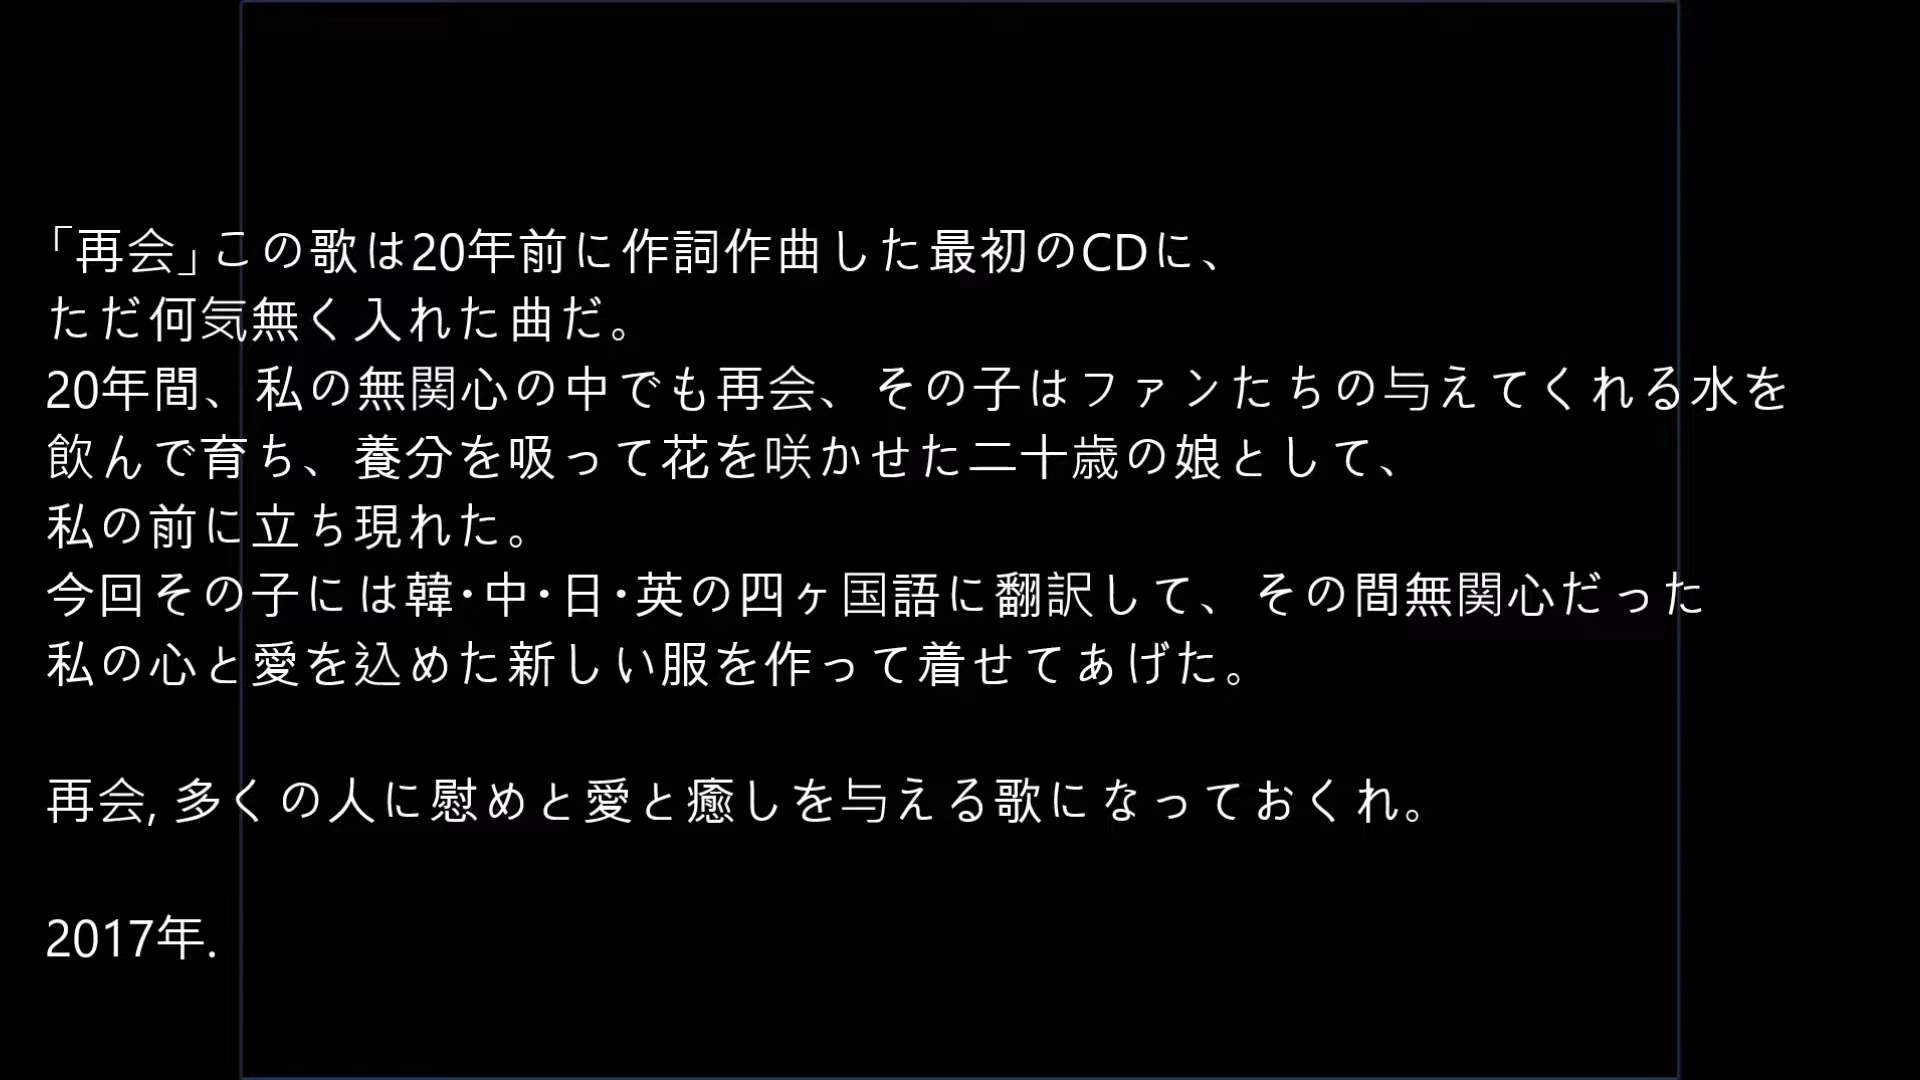 「再会」この歌は20年前に作詞作曲した最初のCDに、
ただ何気無く入れた曲だ。
20年間、私の無関心の中でも再会、その子はファンたちの与えてくれる水を
飲んで育ち、養分を吸って花を咲かせた二十歳の娘として、
私の前に立ち現れた。
今回その子には韓･中･日･英の四ヶ国語に翻訳して、その間無関心だった
私の心と愛を込めた新しい服を作って着せてあげた。
再会, 多くの人に慰めと愛と癒しを与える歌になっておくれ。
2017年.